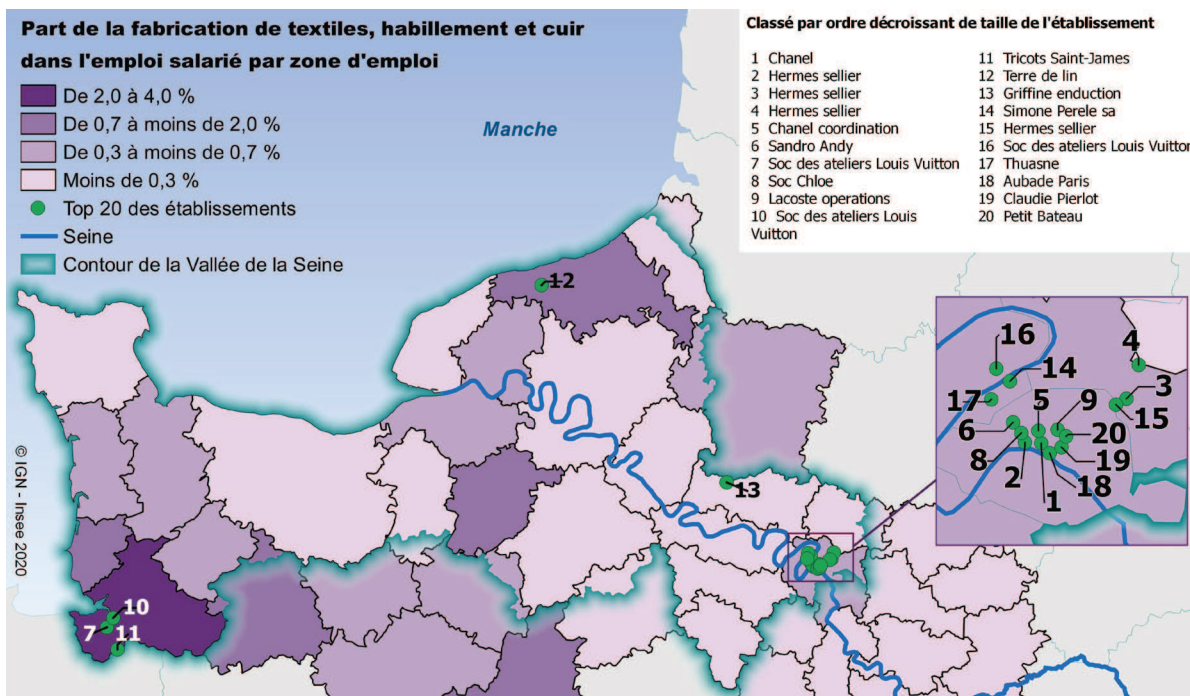 Part de la fabrication de textiles, habillement et cuir
dans l'emploi salarié par zone d'emploi
De 2,0 à 4,0 %
De 0,7 à moins de 2,0 %
De 0,3 à moins de 0,7 %
Moins de 0,3 %
Top 20 des établissements
Seine
Contour de la Vallée de la Seine
Manche
Classé par ordre décroissant de taille de l'établissement
1 Chanel
2 Hermes sellier
3 Hermes sellier
4 Hermes sellier
5 Chanel coordination
6 Sandro Andy
7 Soc des ateliers Louis Vuitton
8 Soc Chloe
9 Lacoste operations
10 Soc des ateliers Louis
Vuitton
11 Tricots Saint-James
12 Terre de lin
13 Griffine enduction
14 Simone Perele sa
15 Hermes sellier
16 Soc des ateliers Louis Vuitton
17 Thuasne
18 Aubade Paris
19 Claudie Pierlot
20 Petit Bateau
12
13
10
7
11
16
4
14
17
5
9
3
6
15
20
8
2
1
18
19
© IGN - Insee 2020